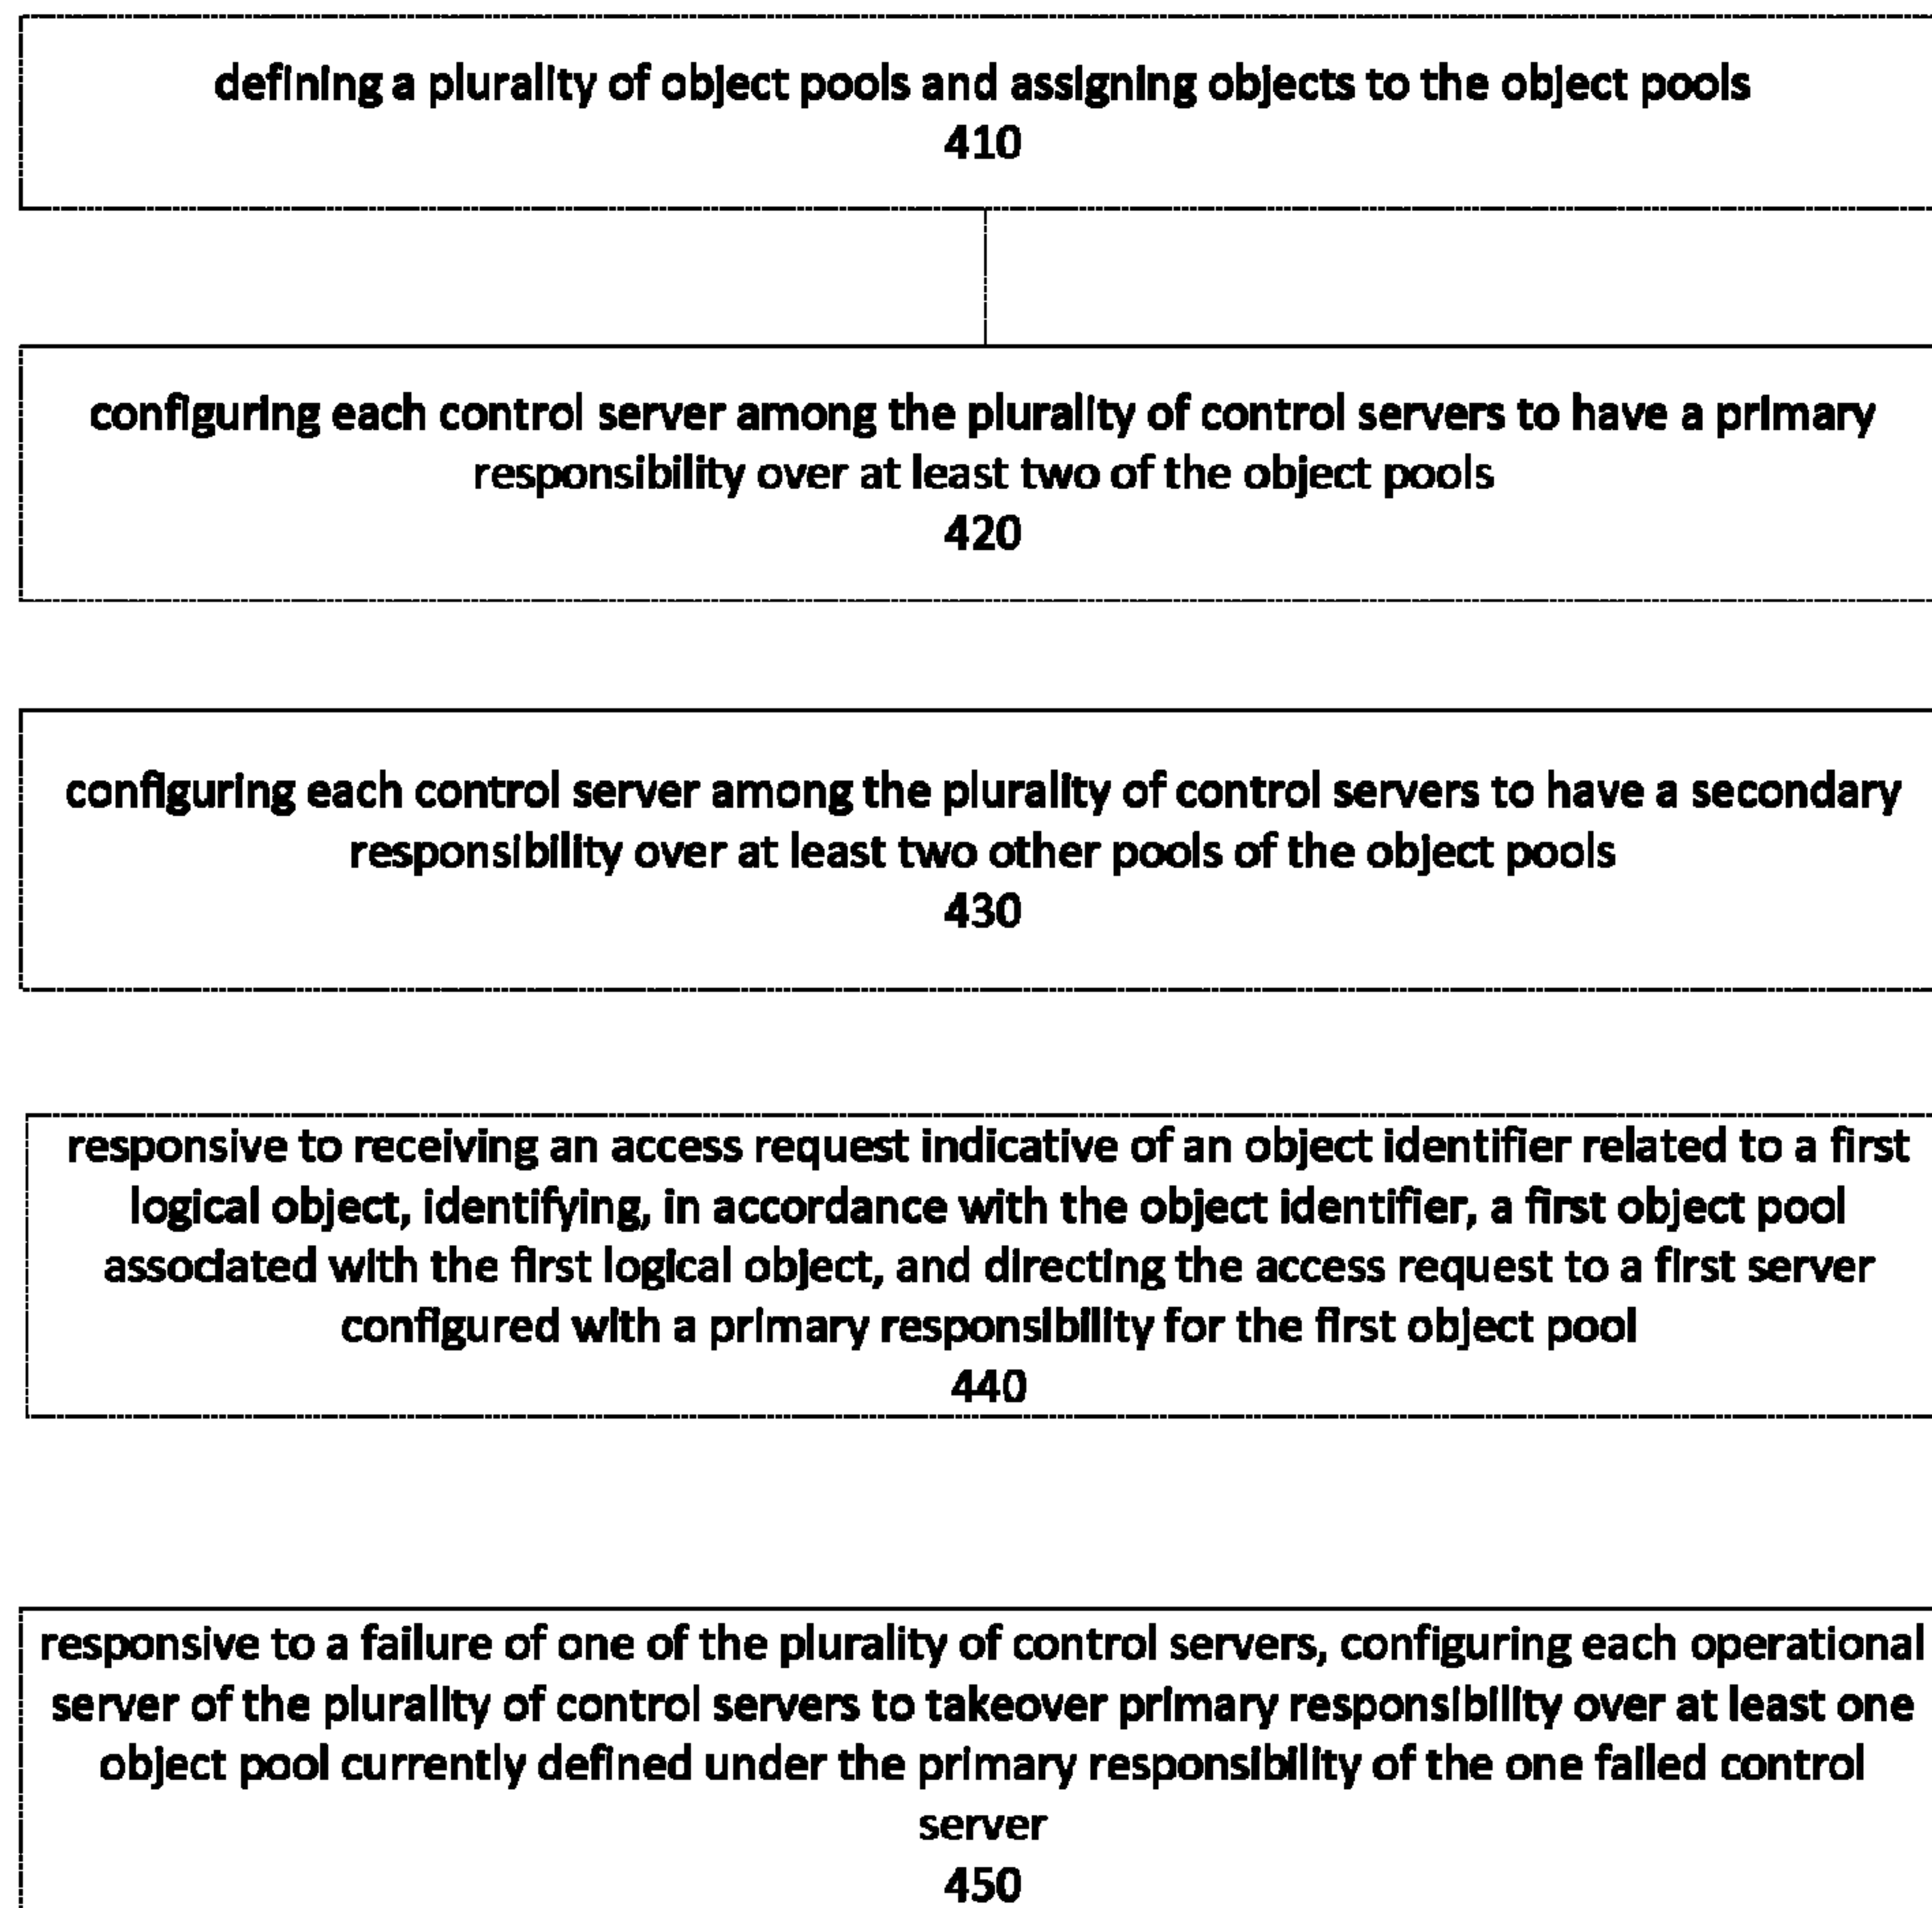 defining a plurality of object pools and assigning objects to the object pools
410
configuring each control server among the plurality of control servers to have a primary
responsibility over at least two of the object pools
420
configuring each control server among the plurality of control servers to have a secondary
responsibility over at least two other pools of the object pools
430
responsive to receiving an access request indicative of an object identifier related to a first
logical object, identifying, in accordance with the object identifier, a first object pool
associated with the first logical object, and directing the access request to a first server
configured with a primary responsibility for the first object pool
440
responsive to a failure of one of the plurality of control servers, configuring each operational
server of the plurality of control servers to takeover primary responsibility over at least one
object pool currently defined under the primary responsibility of the one failed control
server
450